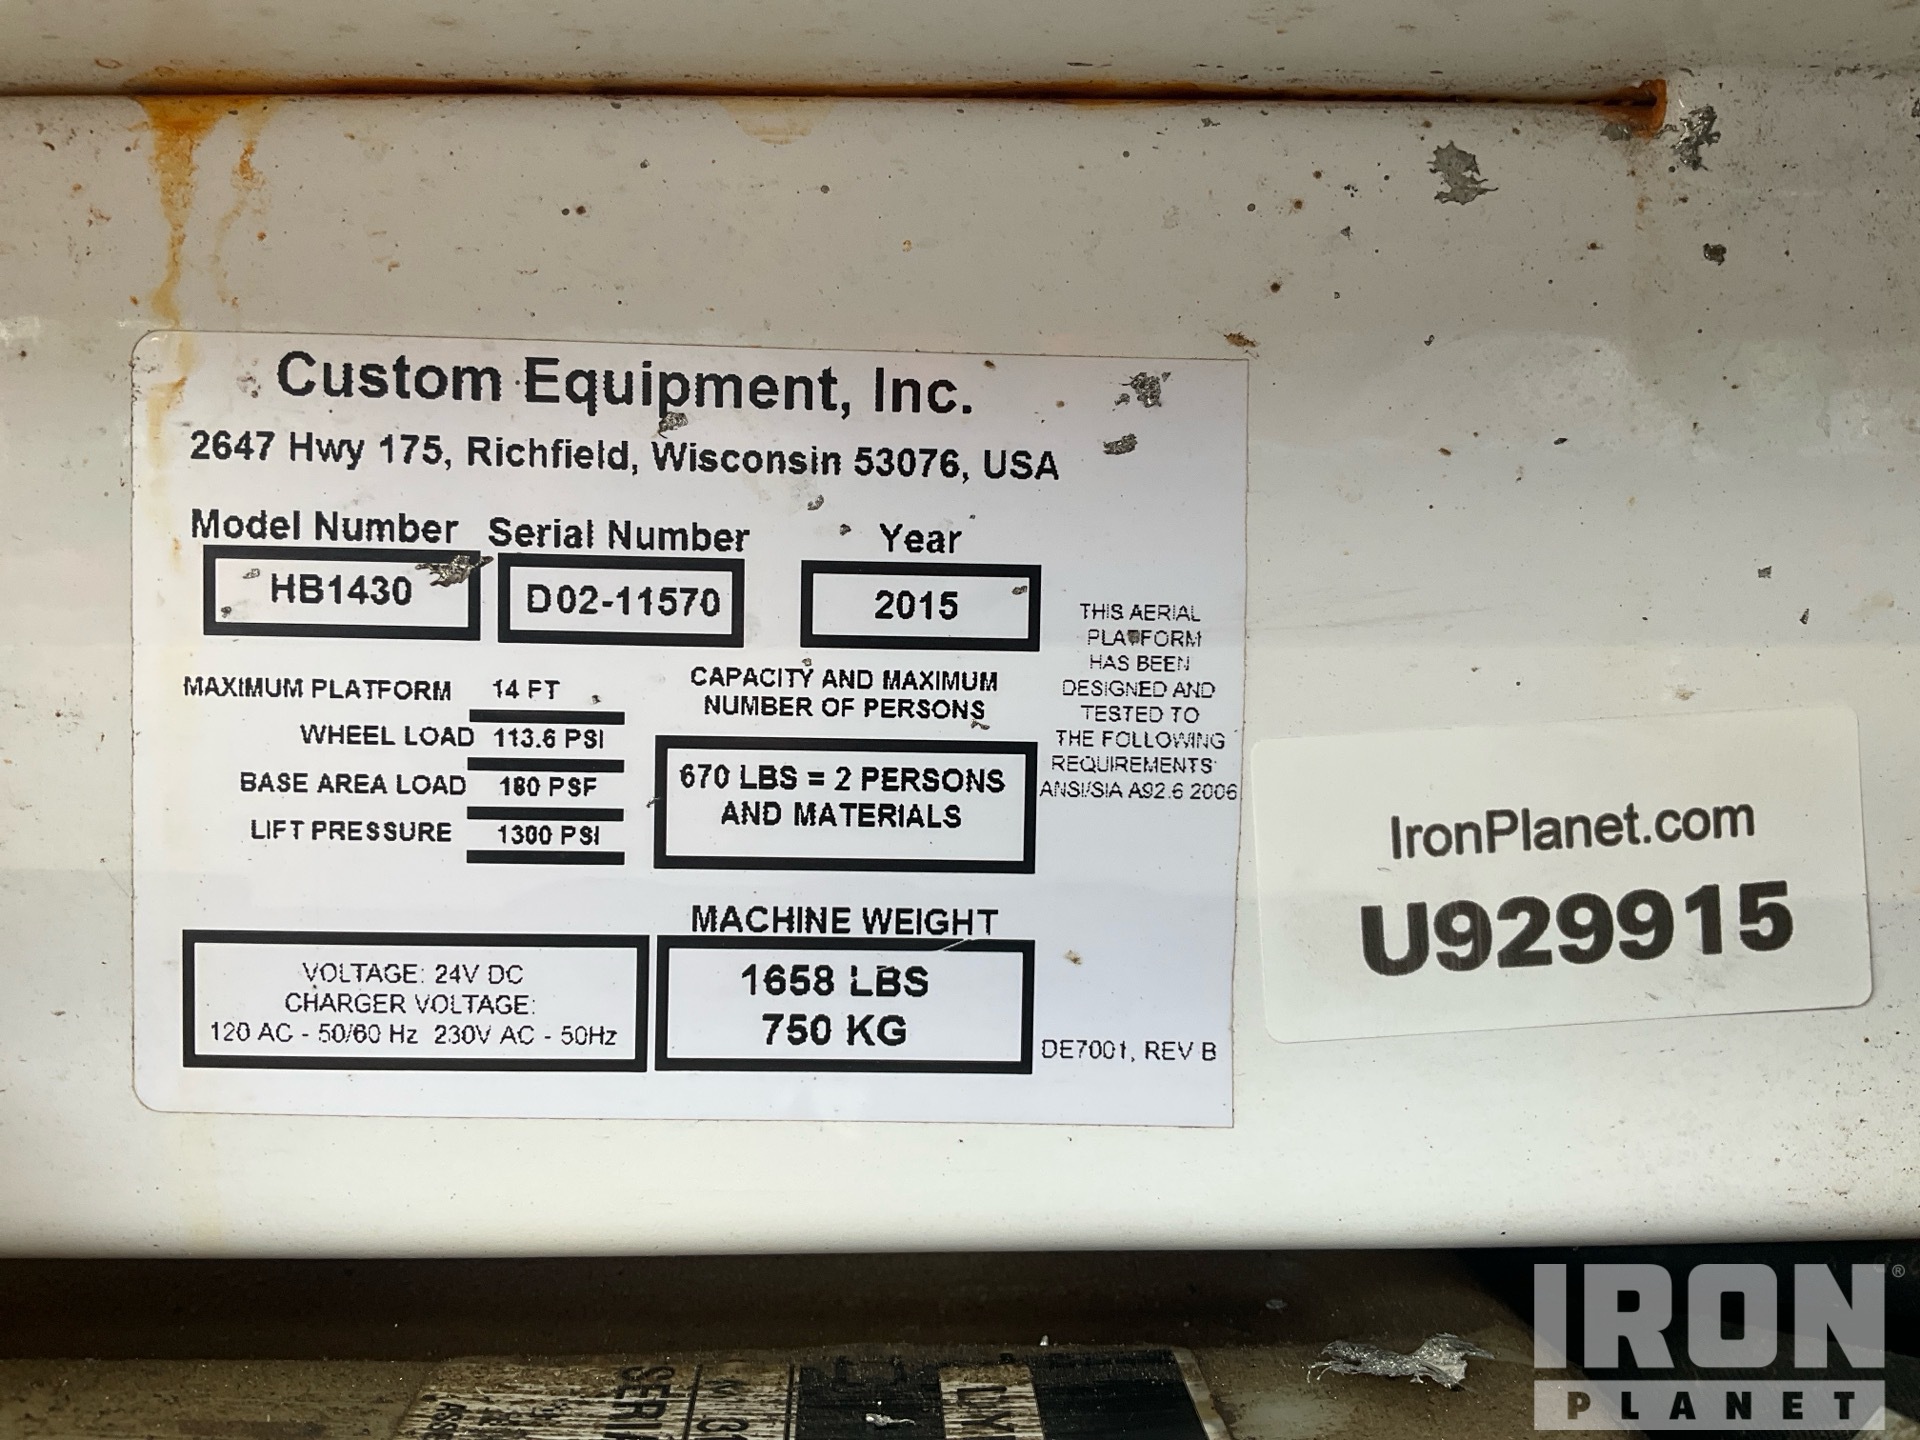 Custom Equipment, Inc.
2647 Hwy 175, Richfield, Wisconsin 53076, USA
Model Number Serial Number Year
HB1430 D02-11570 2015
MAXIMUM PLATFORM 14 FT
WHEEL LOAD 113.6 PSI
BASE AREA LOAD 180 PSF
LIFT PRESSURE 1300 PSI
CAPACITY AND MAXIMUM
NUMBER OF PERSONS
670 LBS = 2 PERSONS
AND MATERIALS
THIS AERIAL
PLATFORM
HAS BEEN
DESIGNED AND
TESTED TO
THE FOLLOWING
REQUIREMENTS
ANSI/SIA A92.6 2006
VOLTAGE: 24V DC
CHARGER VOLTAGE:
120 AC - 50/60 Hz 230V AC - 50Hz
MACHINE WEIGHT
1658 LBS
750 KG
DE7001, REV B
IronPlanet.com
U929915
IRON ®
PLANET